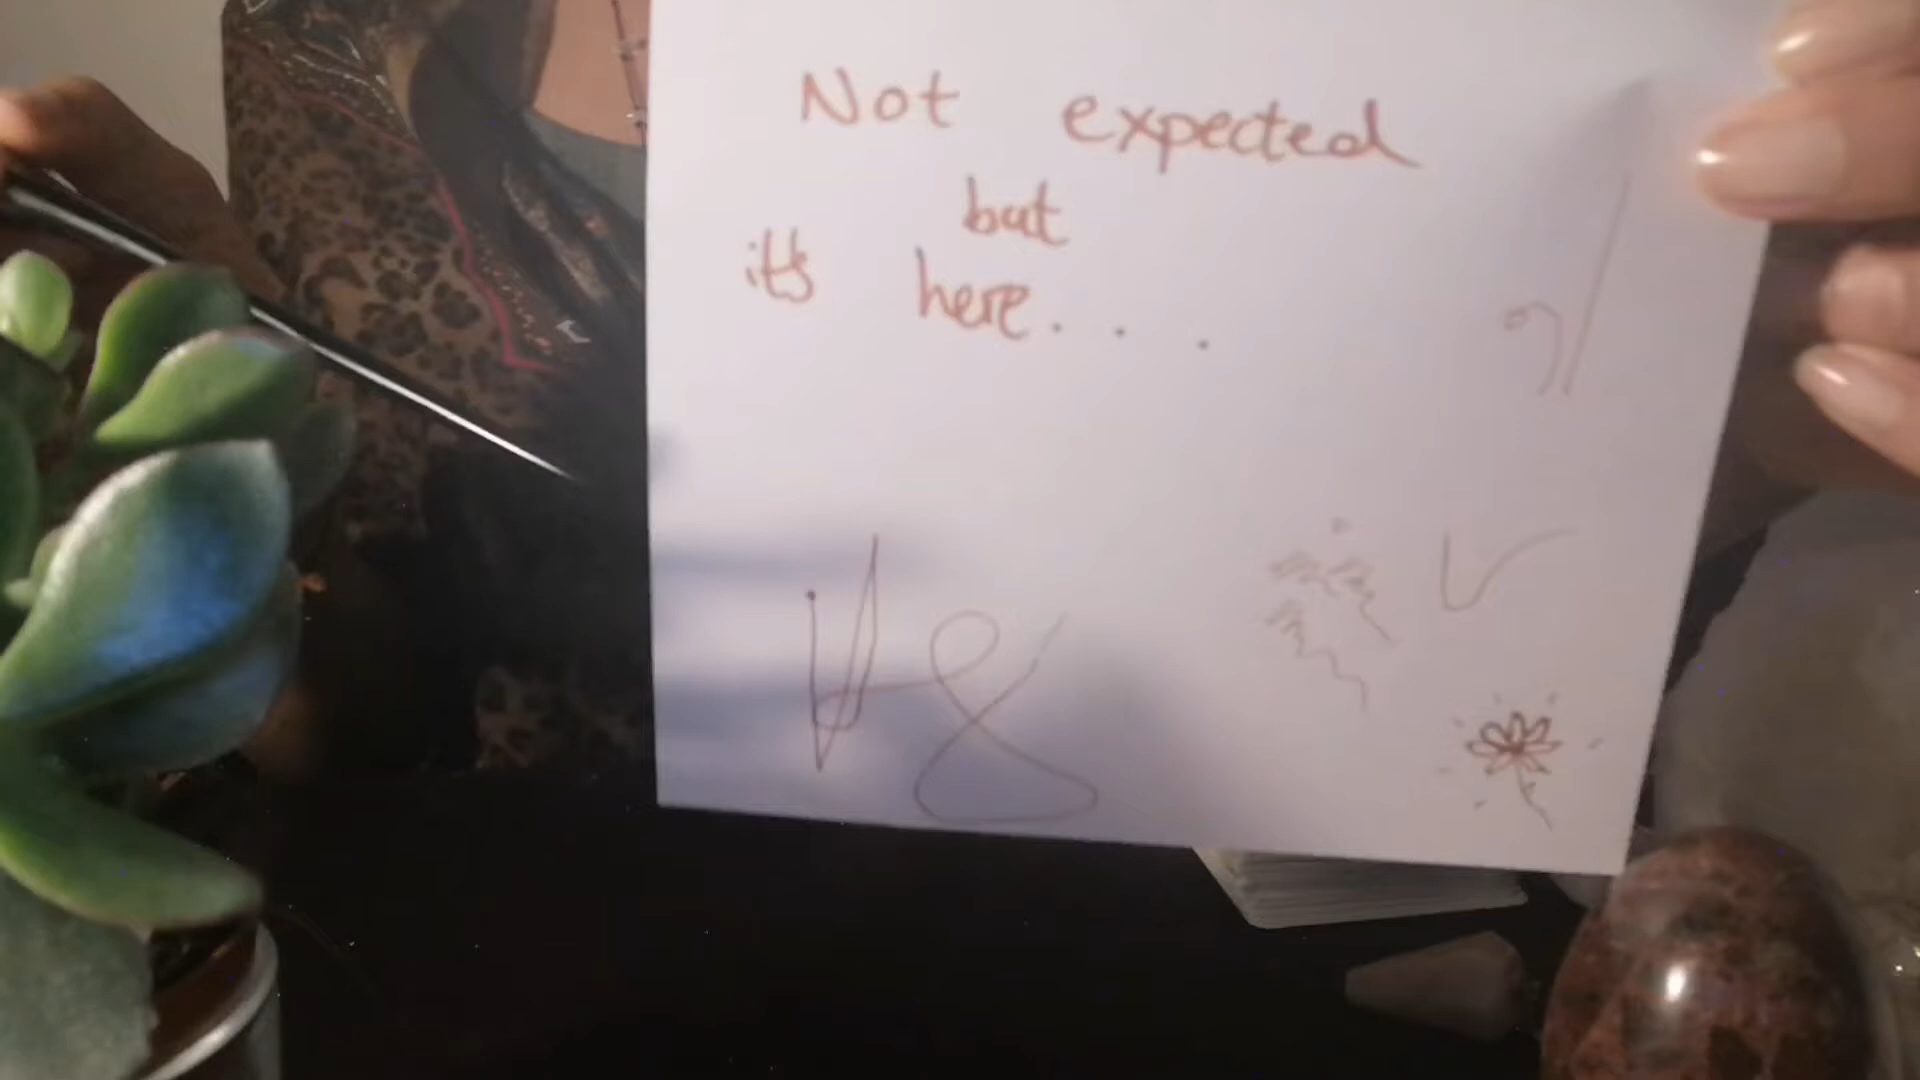 Not expected
but
it's here. . .